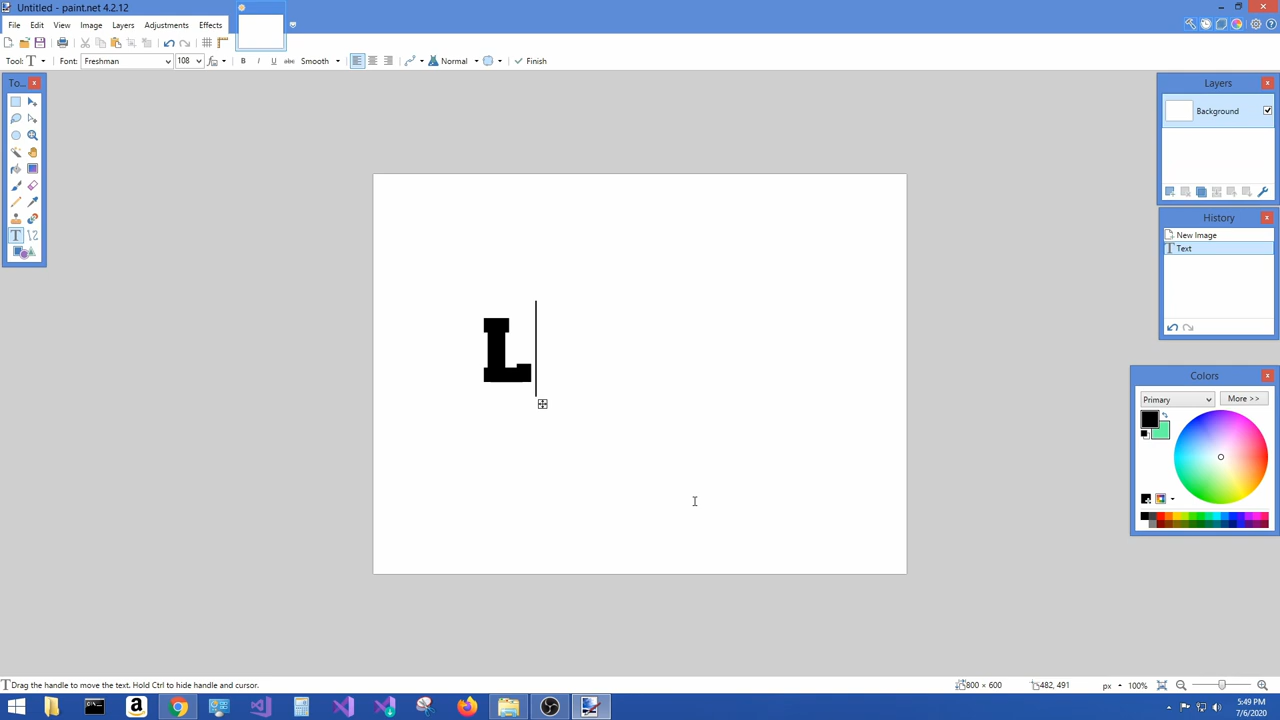 Untitled - paint.net 4.2.12
File Edit View Image Layers Adjustments Effects
Tool: T Font: Freshman 108 B I U abc Smooth Normal Finish
To...
Layers
Background
History
New Image
Text
L
Colors
Primary More >>
Drag the handle to move the text. Hold Ctrl to hide handle and cursor. 800 × 600 482, 491 px 100%
5:49 PM
7/6/2020